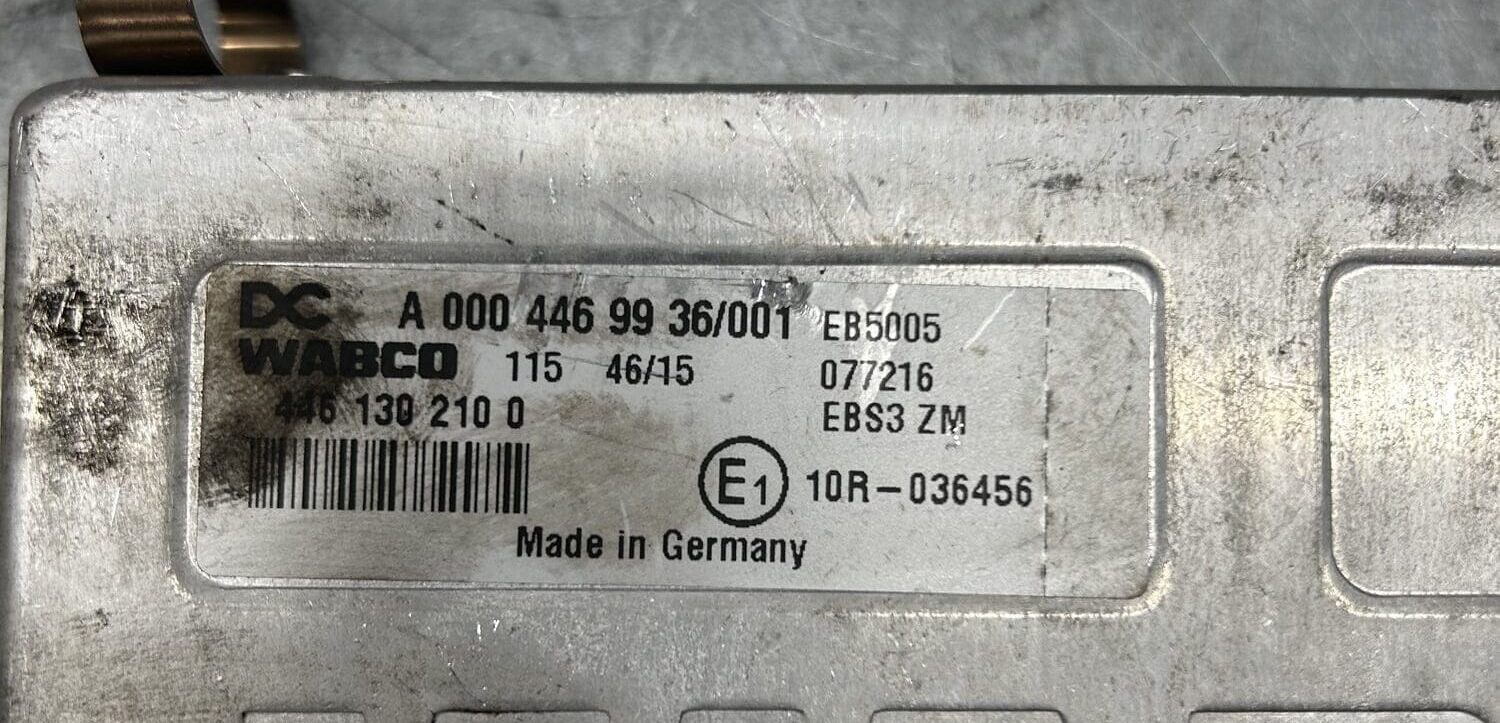 DC A 000 446 99 36/001 EB5005
WABCO 115 46/15 077216
446 130 210 0 EBS3 ZM
E1 10R-036456
Made in Germany